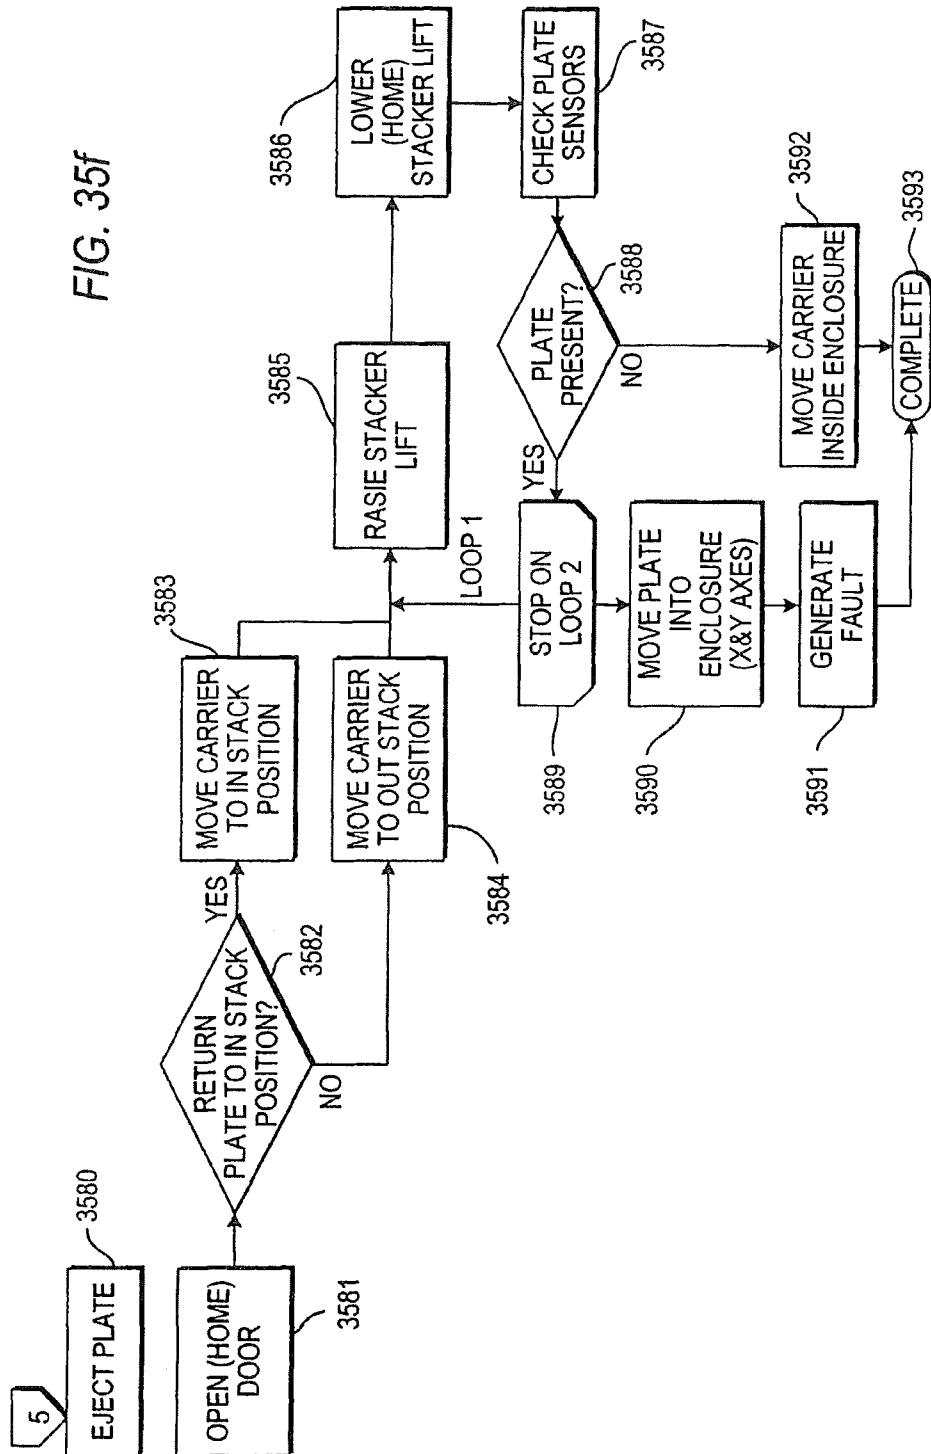 FIG. 35f
5
EJECT PLATE
3580
OPEN (HOME)
DOOR
3581
RETURN
PLATE TO IN STACK
POSITION?
3582
YES
NO
MOVE CARRIER
TO IN STACK
POSITION
3583
MOVE CARRIER
TO OUT STACK
POSITION
3584
RASIE STACKER
LIFT
3585
LOWER
(HOME)
STACKER LIFT
3586
CHECK PLATE
SENSORS
3587
PLATE
PRESENT?
3588
YES
NO
LOOP 1
STOP ON
LOOP 2
3589
MOVE PLATE
INTO
ENCLOSURE
(X&Y AXES)
3590
GENERATE
FAULT
3591
MOVE CARRIER
INSIDE ENCLOSURE
3592
COMPLETE
3593